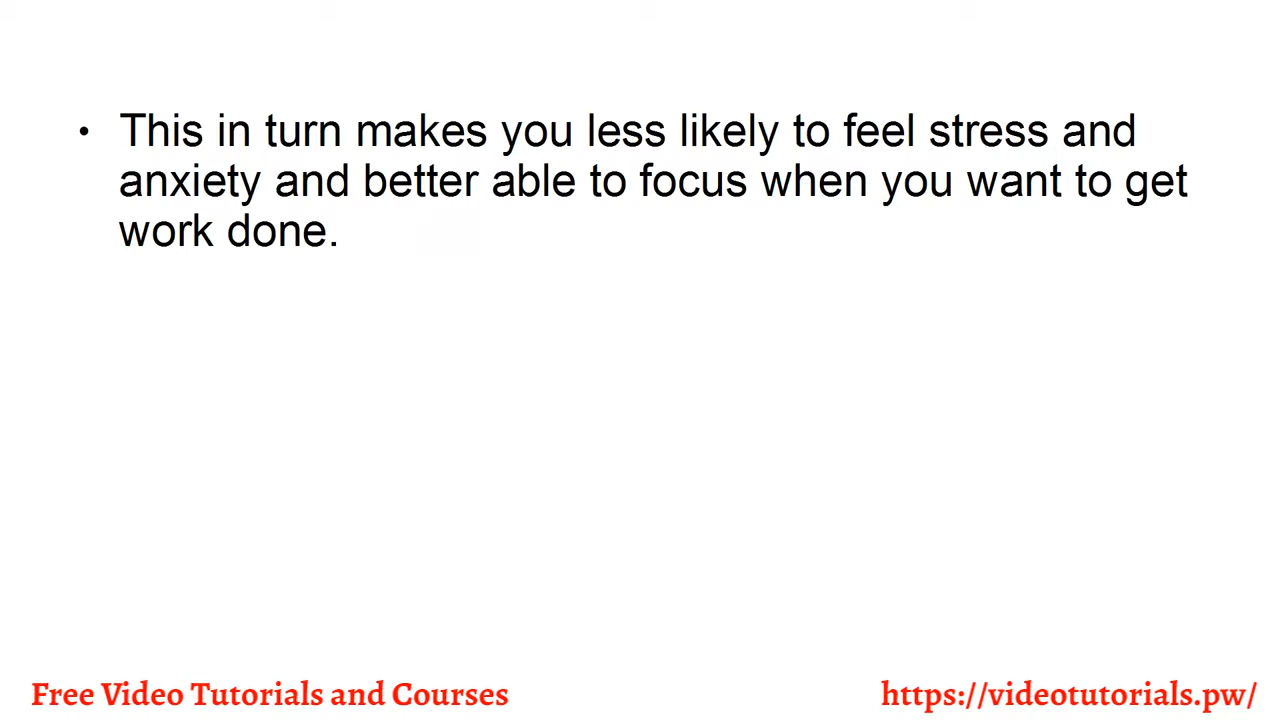 • This in turn makes you less likely to feel stress and
anxiety and better able to focus when you want to get
work done.
Free Video Tutorials and Courses
https://videotutorials.pw/